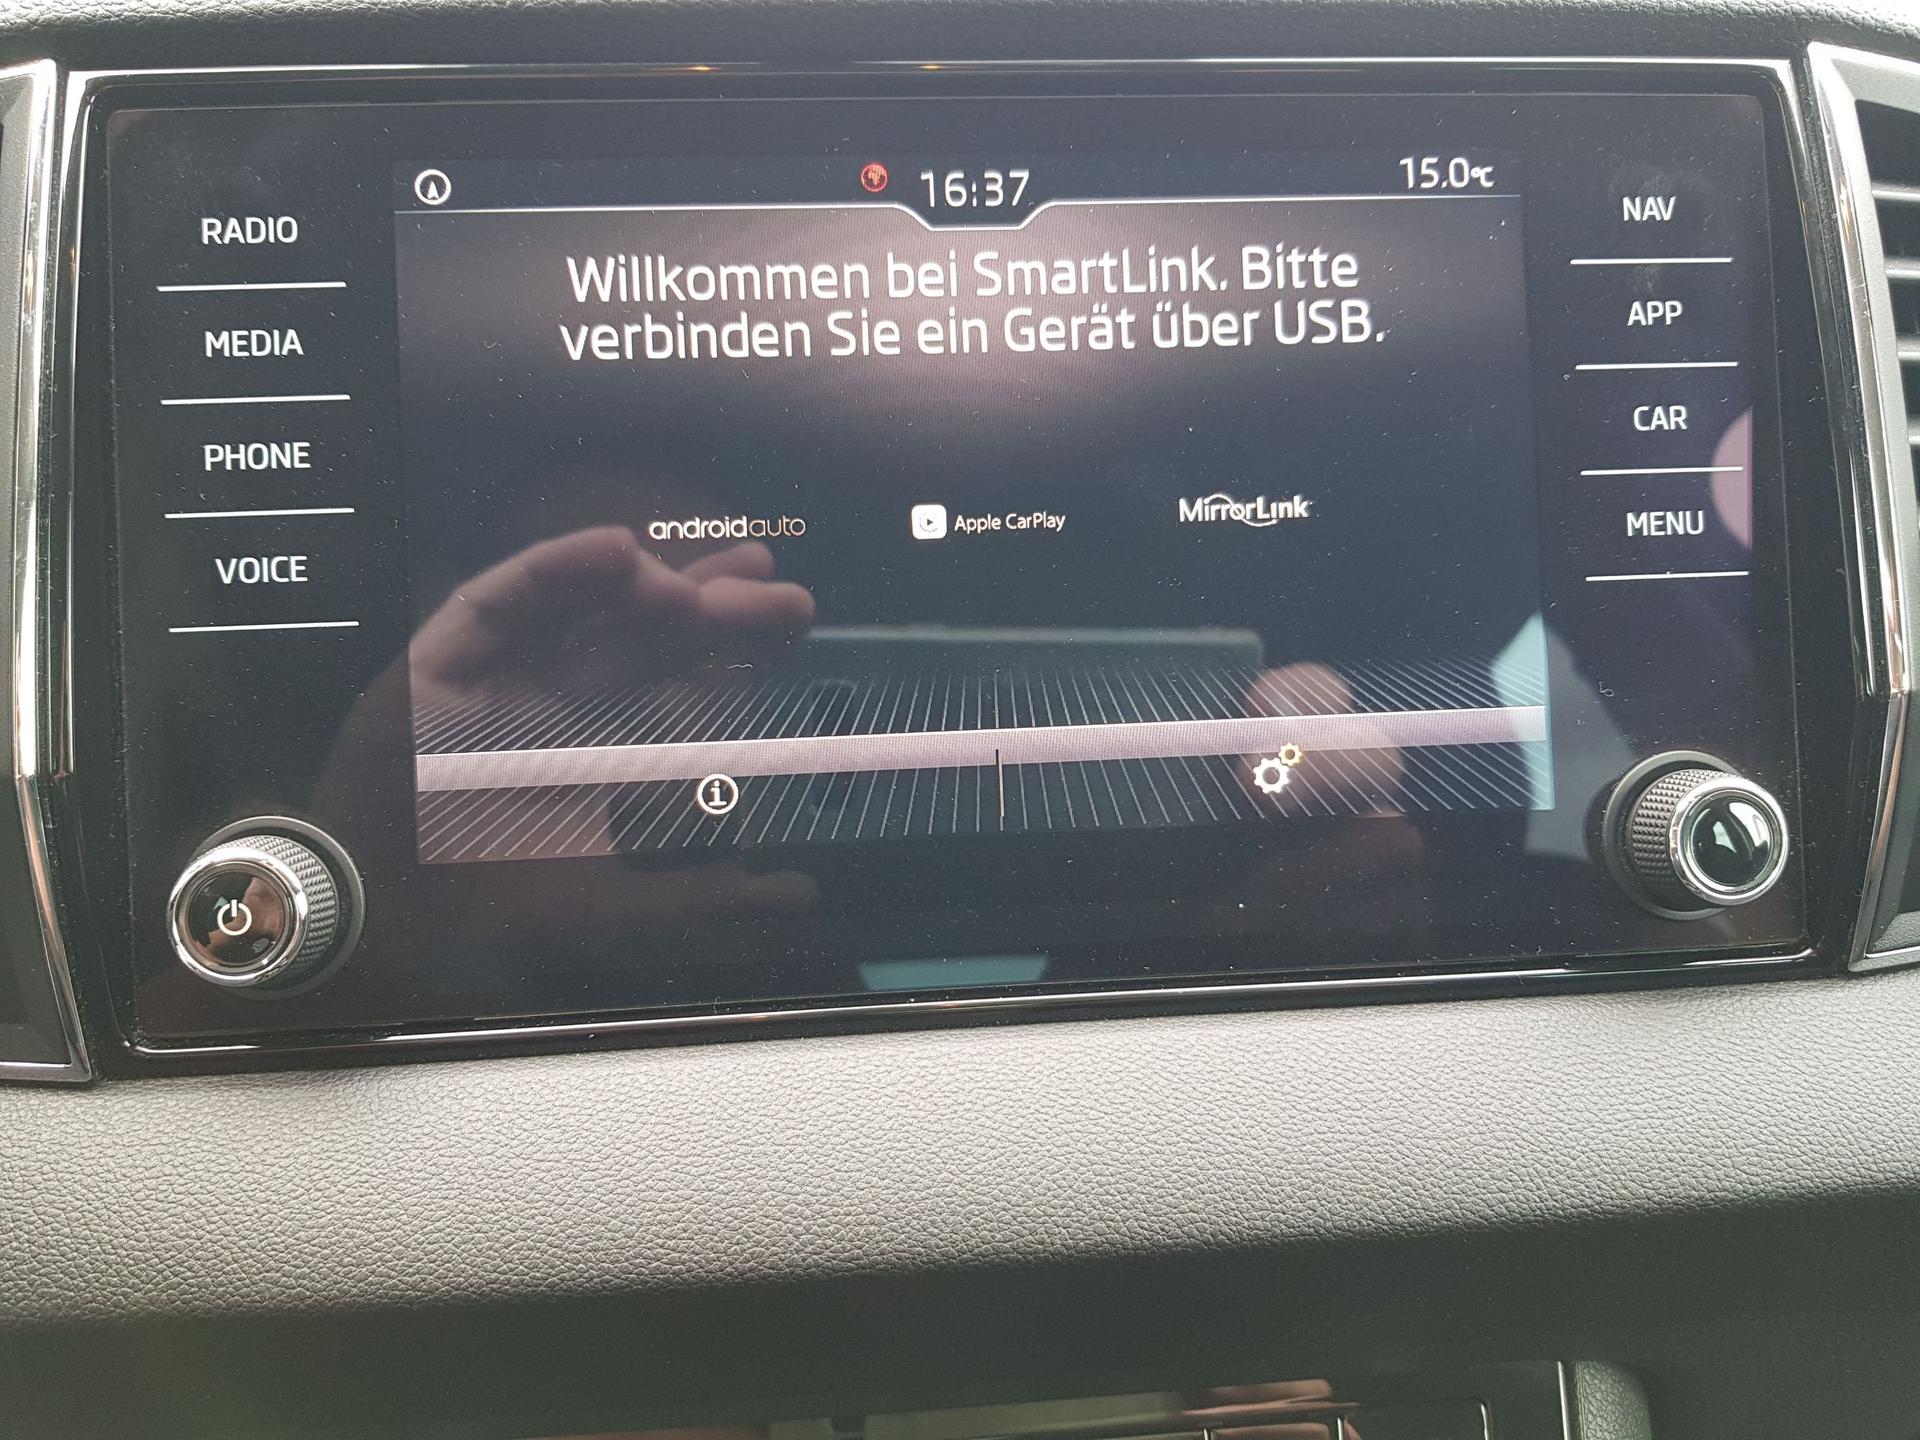 16:37
15.0°C
RADIO
MEDIA
PHONE
VOICE
Willkommen bei SmartLink. Bitte
verbinden Sie ein Gerät über USB.
androidauto
Apple CarPlay
MirrorLink
NAV
APP
CAR
MENU